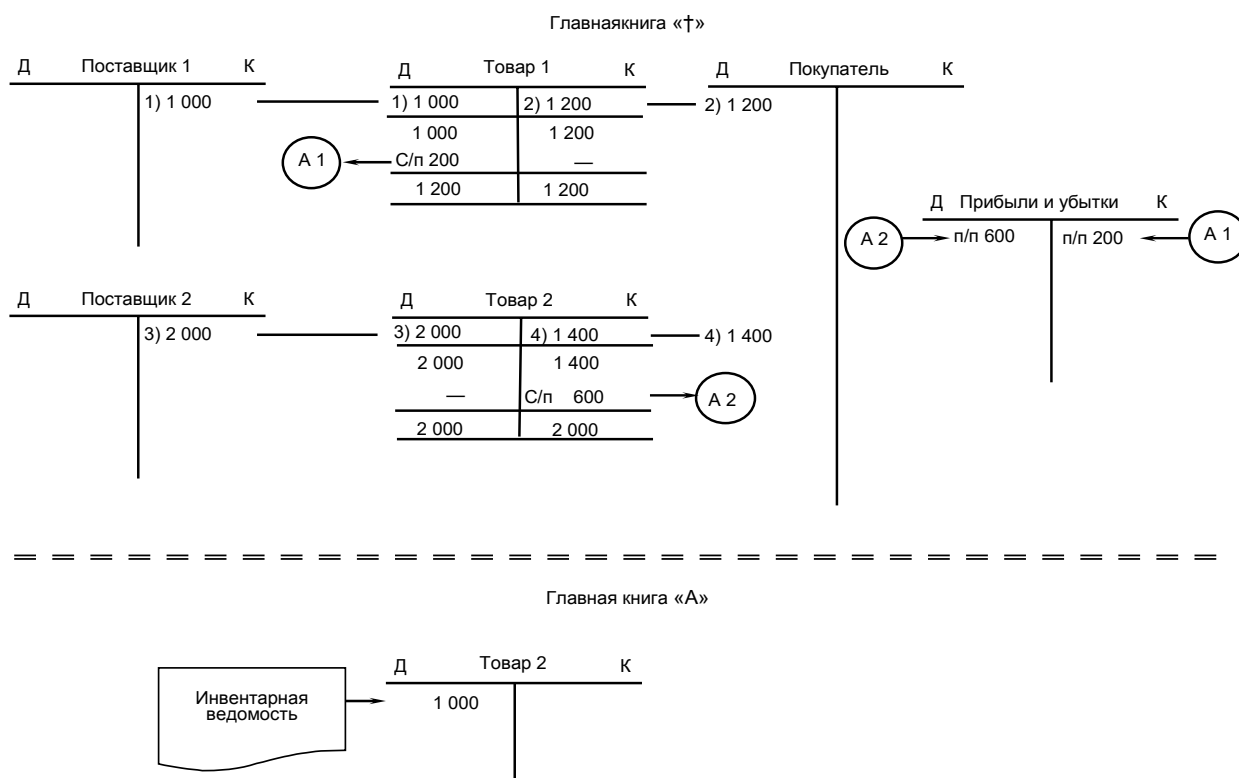 Главнаякнига «†»
Д Поставщик 1 К
Д Товар 1 К
Д Покупатель К
1) 1 000
1) 1 000 2) 1 200
2) 1 200
1 000 1 200
А 1
С/п 200 —
1 200 1 200
Д Прибыли и убытки К
А 2
п/п 600 п/п 200
А 1
Д Поставщик 2 К
Д Товар 2 К
3) 2 000
3) 2 000 4) 1 400
4) 1 400
2 000 1 400
— С/п 600
А 2
2 000 2 000
Главная книга «А»
Д Товар 2 К
Инвентарная
ведомость
1 000